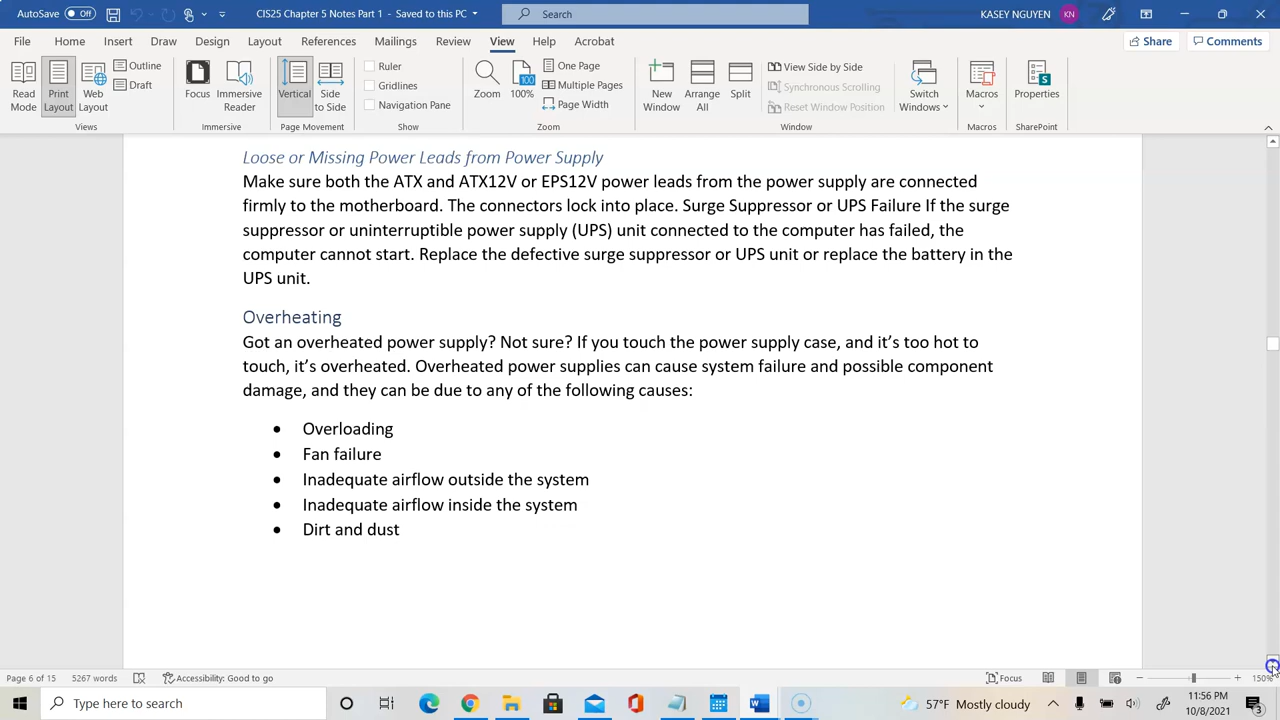 AutoSave Off CIS25 Chapter 5 Part 1 - Saved to this PC Search KASEY NGUYEN KN
File Home Insert Draw Design Layout References Mailings Review View Help Acrobat Share Comments
Read Mode Print Layout Web Layout Outline Draft Focus Immersive Reader Vertical Side to Side Ruler Gridlines Navigation Pane Zoom 100 100% One Page Multiple Pages Page Width New Window Arrange All Split View Side by Side Synchronous Scrolling Reset Window Position Switch Windows Macros Properties
Views Immersive Page Movement Show Zoom Window Macros SharePoint
Loose or Missing Power Leads from Power Supply
Make sure both the ATX and ATX12V or EPS12V power leads from the power supply are connected
firmly to the motherboard. The connectors lock into place. Surge Suppressor or UPS Failure If the surge
suppressor or uninterruptible power supply (UPS) unit connected to the computer has failed, the
computer cannot start. Replace the defective surge suppressor or UPS unit or replace the battery in the
UPS unit.
Overheating
Got an overheated power supply? Not sure? If you touch the power supply case, and it's too hot to
touch, it's overheated. Overheated power supplies can cause system failure and possible component
damage, and they can be due to any of the following causes:
• Overloading
• Fan failure
• Inadequate airflow outside the system
• Inadequate airflow inside the system
• Dirt and dust
Page 6 of 15 5267 words Accessibility: Good to go Focus 150%
Type here to search 57°F Mostly cloudy 11:56 PM
10/8/2021 3